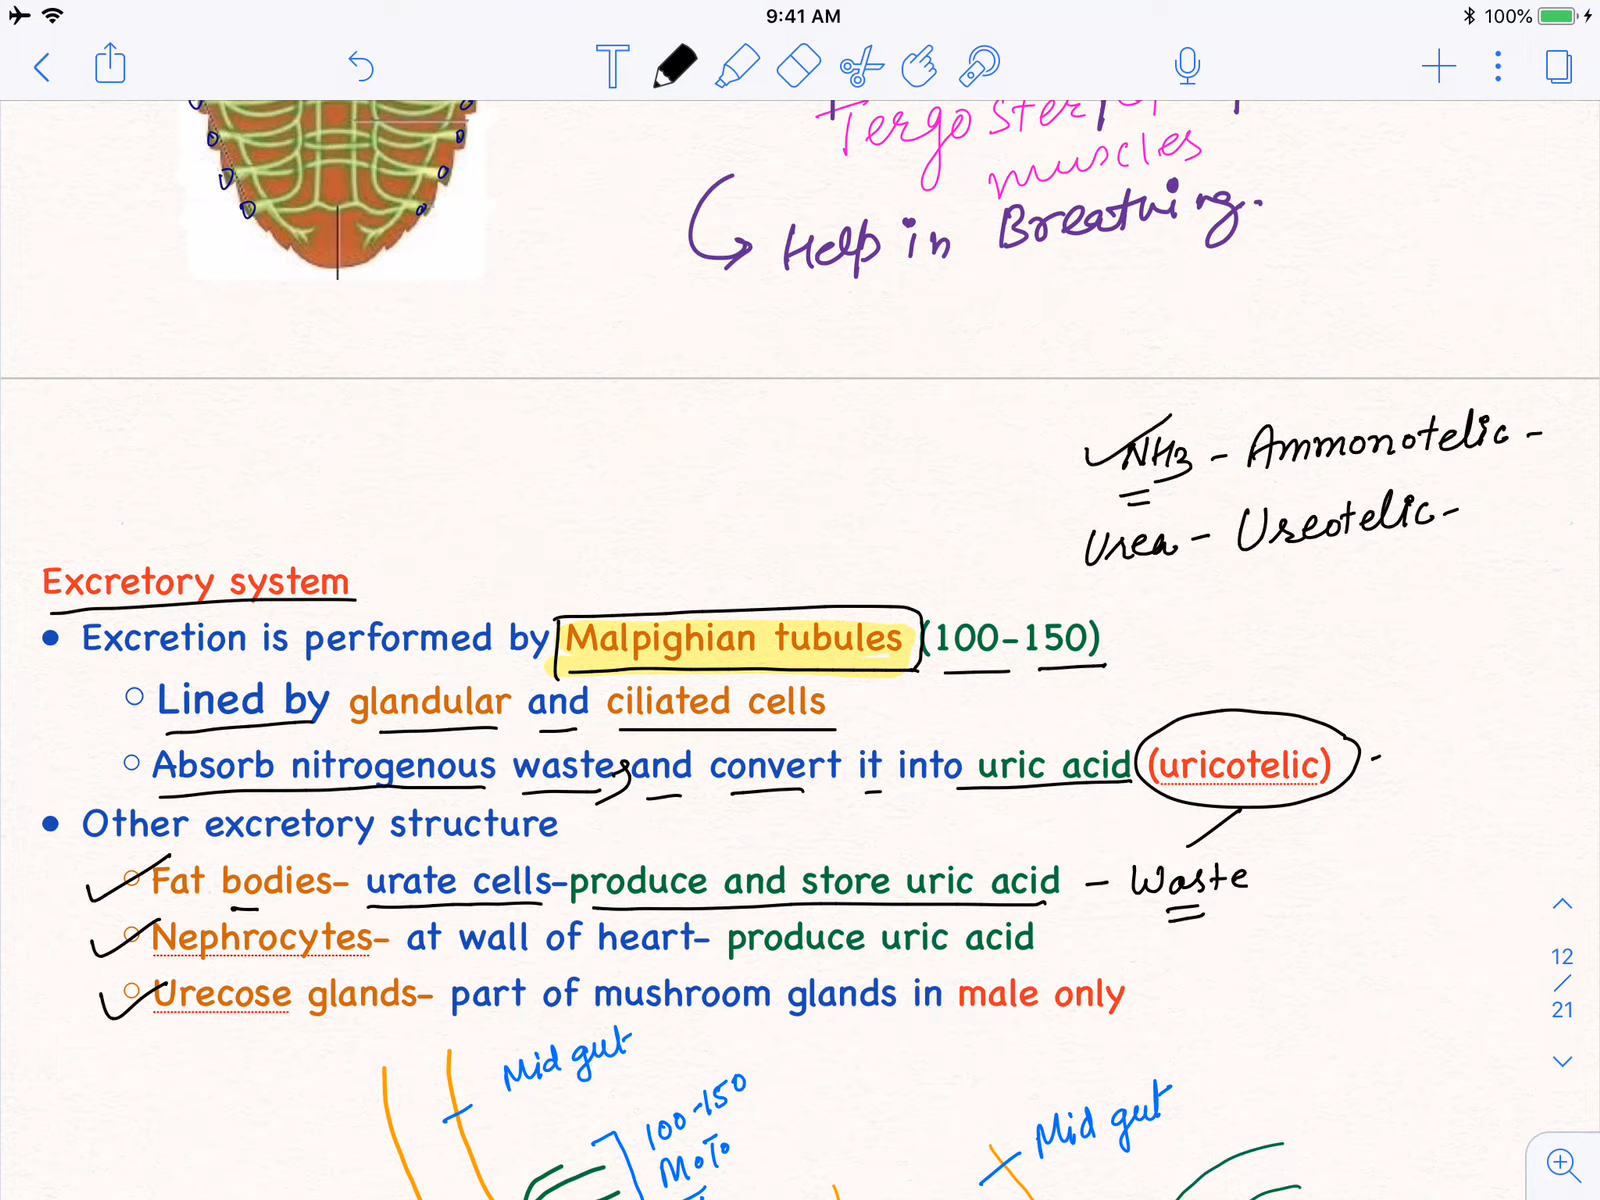 9:41 AM
100%
muscles
Help in Breathing.
NH3 - Ammonotelic -
Urea - Ureotelic -
Excretory system
• Excretion is performed by Malpighian tubules (100-150)
○ Lined by glandular and ciliated cells
○ Absorb nitrogenous waste, and convert it into uric acid (uricotelic)
• Other excretory structure
○ Fat bodies- urate cells-produce and store uric acid - Waste
○ Nephrocytes- at wall of heart- produce uric acid
○ Urecose glands- part of mushroom glands in male only
12
/
21
Mid gut
100-150
M.T.
Mid gut